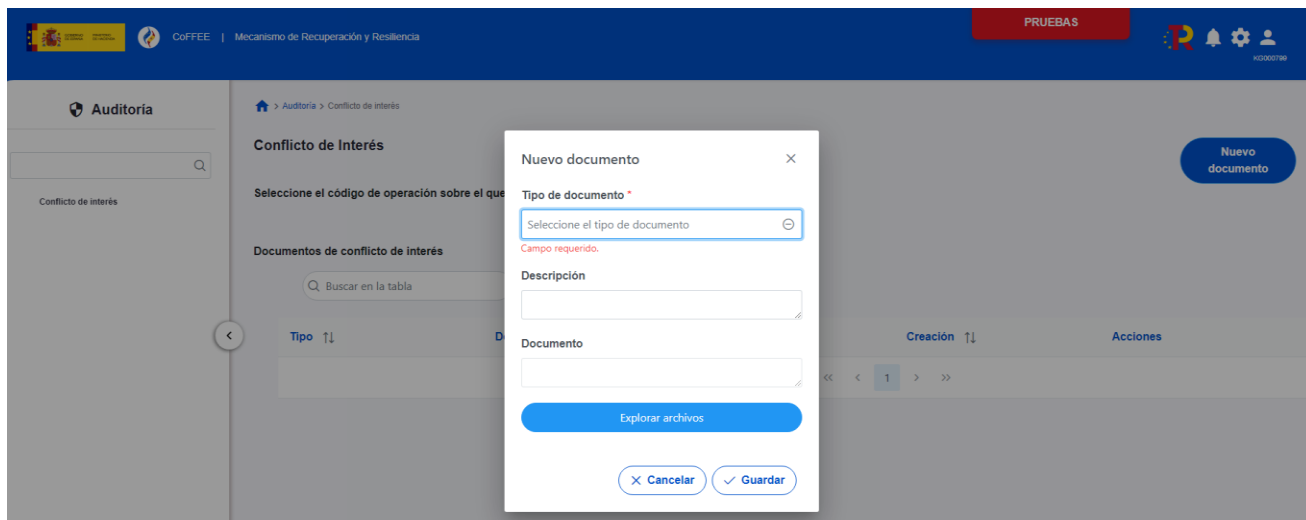 PRUEBAS
CoFFEE | Mecanismo de Recuperación y Resiliencia
KG000798
Auditoría
> Auditoría > Conflicto de interés
Conflicto de Interés
Nuevo documento
Seleccione el código de operación sobre el que
Conflicto de interés
Documentos de conflicto de interés
Buscar en la tabla
Tipo
Creación
Acciones
1
Nuevo documento
Tipo de documento *
Seleccione el tipo de documento
Campo requerido.
Descripción
Documento
Explorar archivos
Cancelar
Guardar